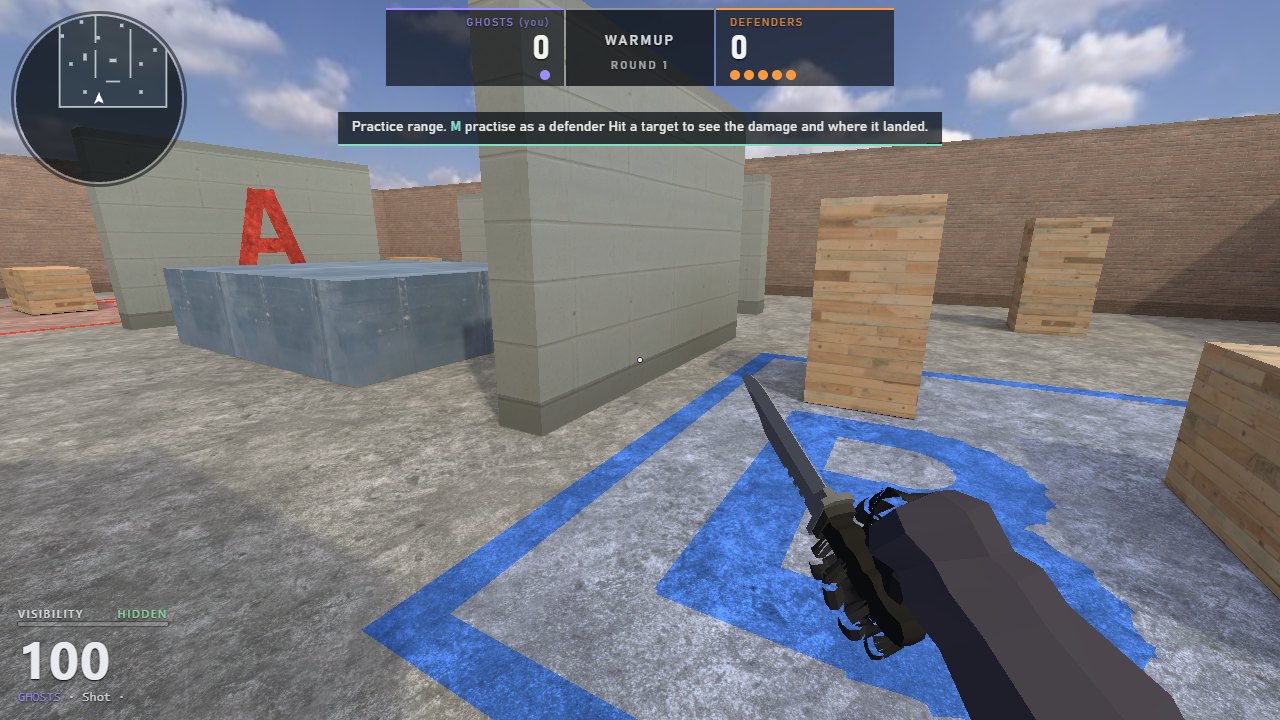 GHOSTS (you)
0
WARMUP
ROUND 1
DEFENDERS
0
Practice range. M practise as a defender Hit a target to see the damage and where it landed.
A
B
VISIBILITY HIDDEN
100
GHOSTS · Shot ·